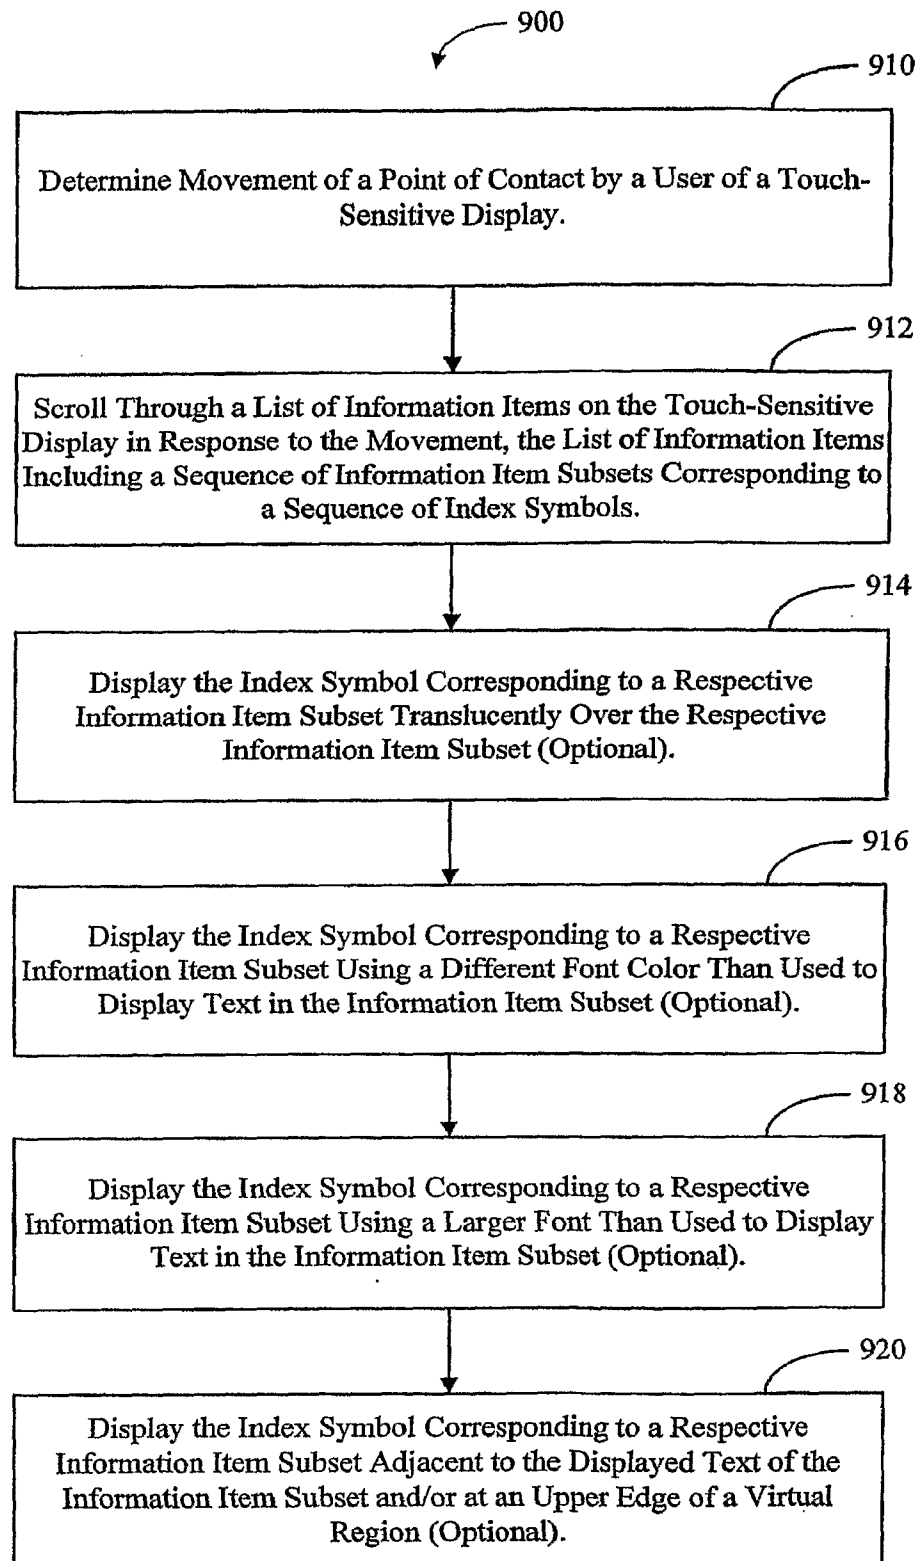 900
910
Determine Movement of a Point of Contact by a User of a Touch-
Sensitive Display.
912
Scroll Through a List of Information Items on the Touch-Sensitive
Display in Response to the Movement, the List of Information Items
Including a Sequence of Information Item Subsets Corresponding to
a Sequence of Index Symbols.
914
Display the Index Symbol Corresponding to a Respective
Information Item Subset Translucently Over the Respective
Information Item Subset (Optional).
916
Display the Index Symbol Corresponding to a Respective
Information Item Subset Using a Different Font Color Than Used to
Display Text in the Information Item Subset (Optional).
918
Display the Index Symbol Corresponding to a Respective
Information Item Subset Using a Larger Font Than Used to Display
Text in the Information Item Subset (Optional).
920
Display the Index Symbol Corresponding to a Respective
Information Item Subset Adjacent to the Displayed Text of the
Information Item Subset and/or at an Upper Edge of a Virtual
Region (Optional).